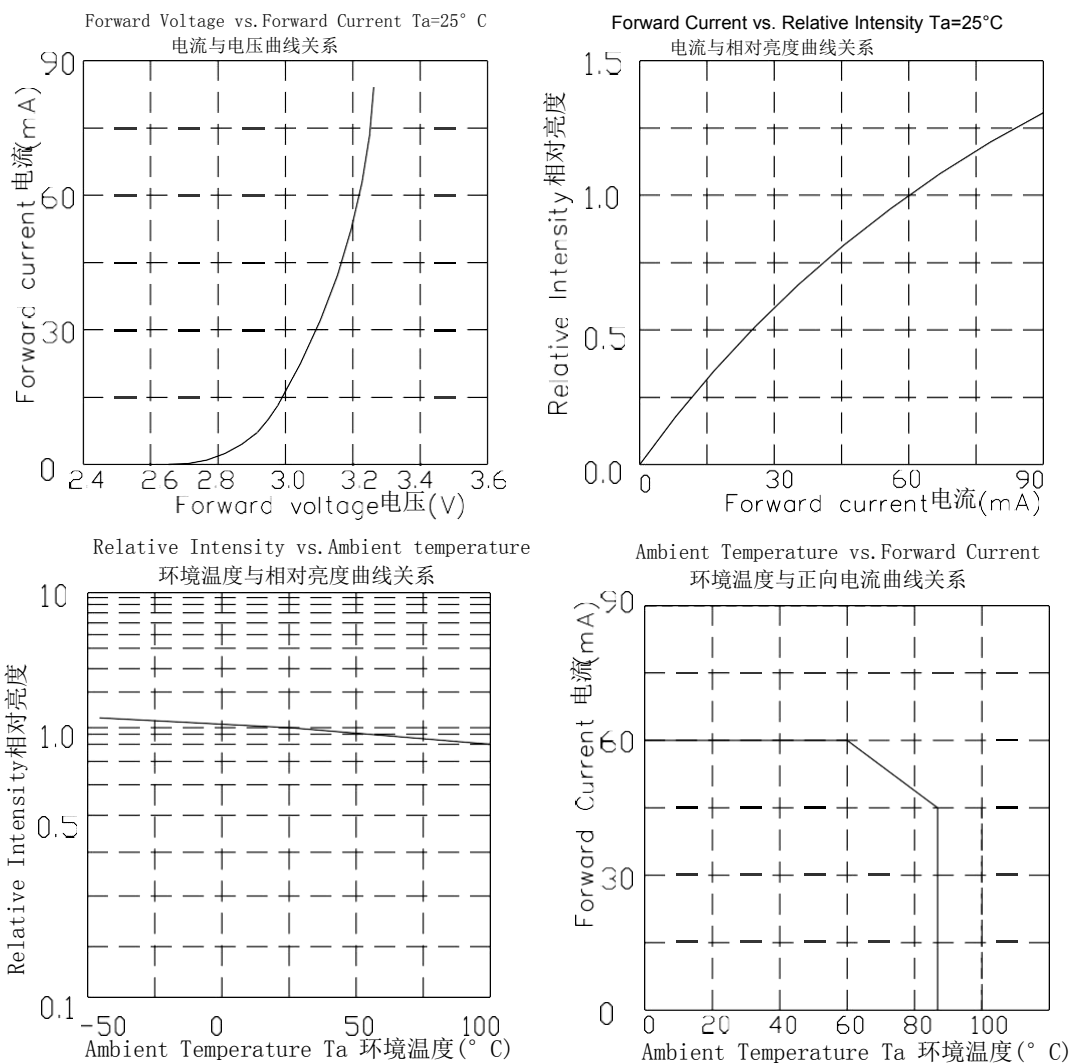 Forward Voltage vs.Forward Current Ta=25° C
电流与电压曲线关系
90
60
30
0
Forward current 电流(mA)
2.4 2.6 2.8 3.0 3.2 3.4 3.6
Forward voltage电压(V)
Forward Current vs. Relative Intensity Ta=25°C
电流与相对亮度曲线关系
1.5
1.0
0.5
0.0
Relative Intensity相对亮度
0 30 60 90
Forward current电流(mA)
Relative Intensity vs.Ambient temperature
环境温度与相对亮度曲线关系
10
1.0
0.5
0.1
Relative Intensity相对亮度
-50 0 50 100
Ambient Temperature Ta 环境温度(° C)
Ambient Temperature vs.Forward Current
环境温度与正向电流曲线关系
90
60
30
0
Forward Current 电流(mA)
0 20 40 60 80 100
Ambient Temperature Ta 环境温度(° C)